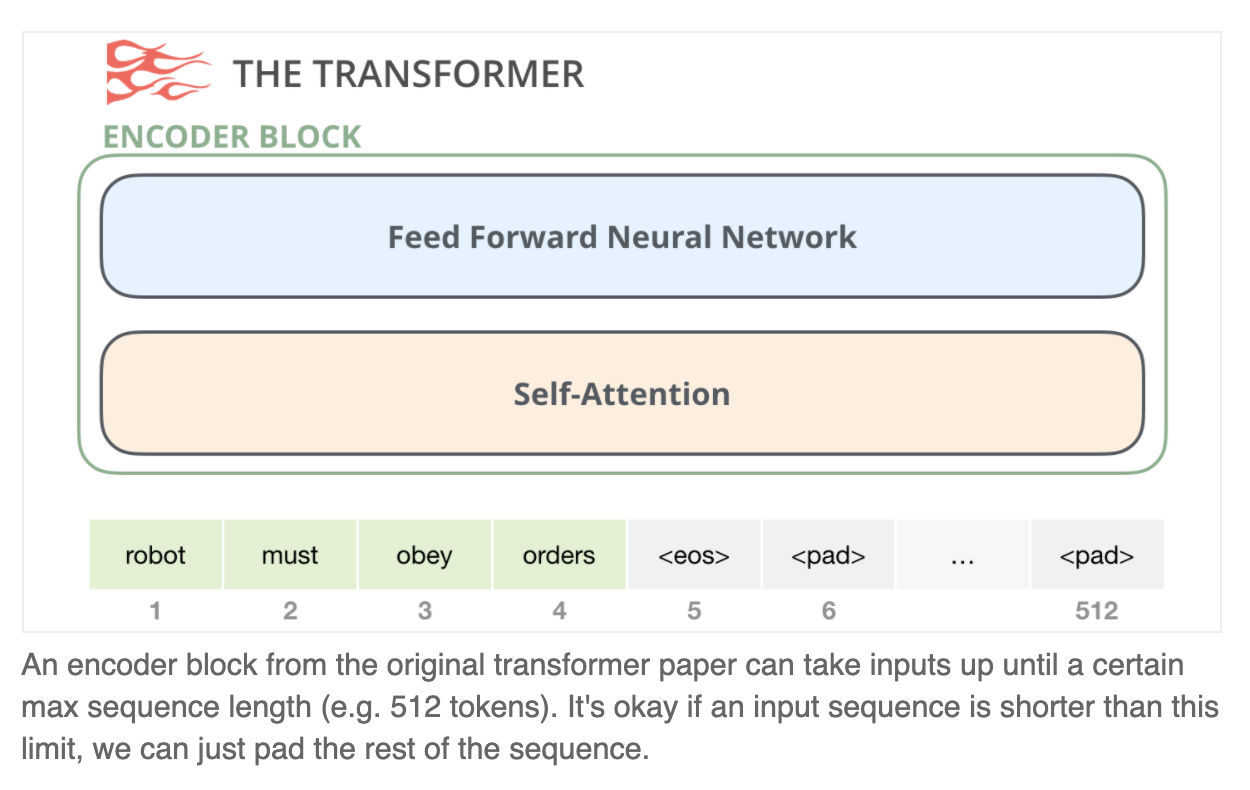 THE TRANSFORMER
ENCODER BLOCK
Feed Forward Neural Network
Self-Attention
robot must obey orders <eos> <pad> ... <pad>
1 2 3 4 5 6 512
An encoder block from the original transformer paper can take inputs up until a certain
max sequence length (e.g. 512 tokens). It's okay if an input sequence is shorter than this
limit, we can just pad the rest of the sequence.